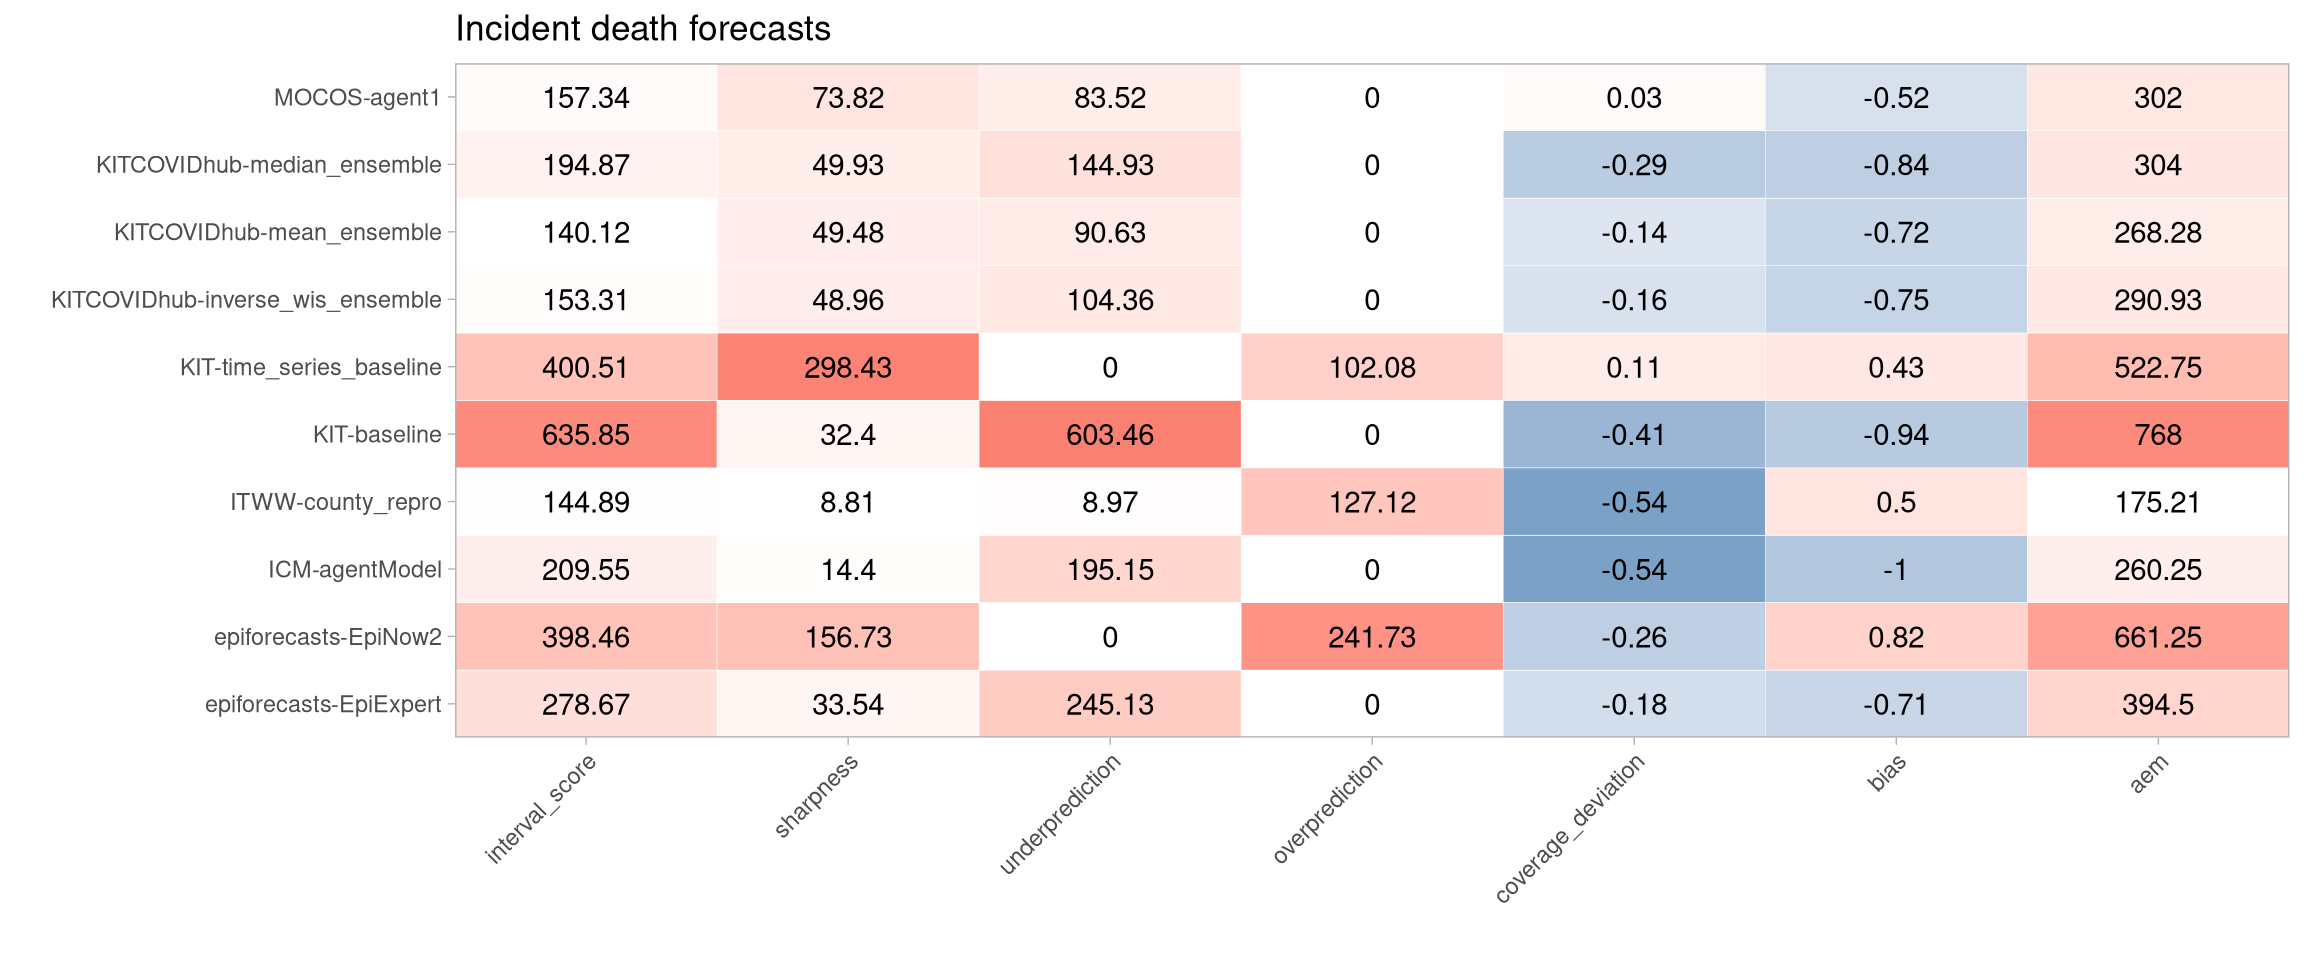 Incident death forecasts
MOCOS-agent1 157.34 73.82 83.52 0 0.03 -0.52 302
KITCOVIDhub-median_ensemble 194.87 49.93 144.93 0 -0.29 -0.84 304
KITCOVIDhub-mean_ensemble 140.12 49.48 90.63 0 -0.14 -0.72 268.28
KITCOVIDhub-inverse_wis_ensemble 153.31 48.96 104.36 0 -0.16 -0.75 290.93
KIT-time_series_baseline 400.51 298.43 0 102.08 0.11 0.43 522.75
KIT-baseline 635.85 32.4 603.46 0 -0.41 -0.94 768
ITWW-county_repro 144.89 8.81 8.97 127.12 -0.54 0.5 175.21
ICM-agentModel 209.55 14.4 195.15 0 -0.54 -1 260.25
epiforecasts-EpiNow2 398.46 156.73 0 241.73 -0.26 0.82 661.25
epiforecasts-EpiExpert 278.67 33.54 245.13 0 -0.18 -0.71 394.5
interval_score sharpness underprediction overprediction coverage_deviation bias aem